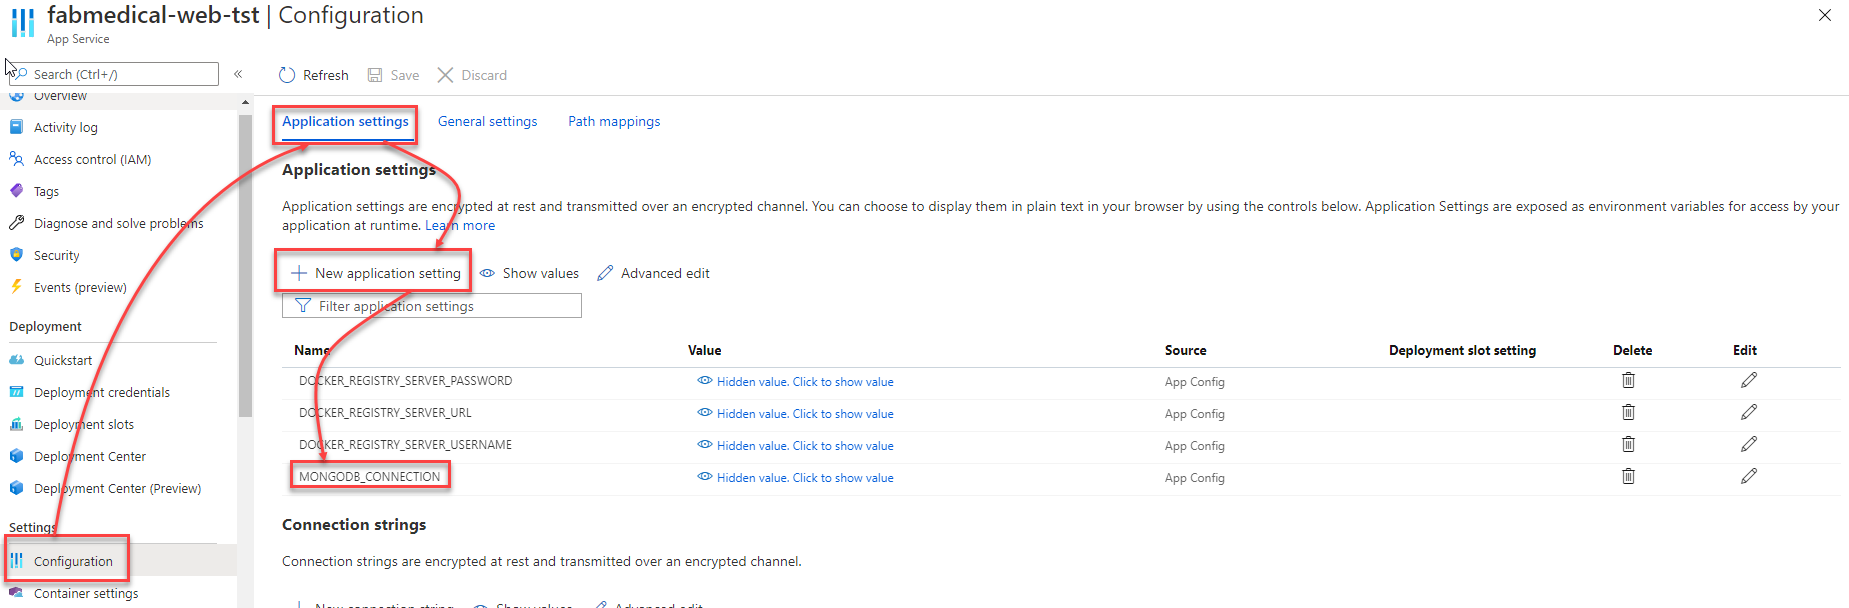 fabmedical-web-tst | Configuration
App Service
Search (Ctrl+/)
«
Refresh
Save
Discard
Overview
Activity log
Access control (IAM)
Tags
Diagnose and solve problems
Security
Events (preview)
Deployment
Quickstart
Deployment credentials
Deployment slots
Deployment Center
Deployment Center (Preview)
Settings
Configuration
Container settings
Application settings
General settings
Path mappings
Application settings
Application settings are encrypted at rest and transmitted over an encrypted channel. You can choose to display them in plain text in your browser by using the controls below. Application Settings are exposed as environment variables for access by your
application at runtime. Learn more
New application setting
Show values
Advanced edit
Filter application settings
Name Value Source Deployment slot setting Delete Edit
DOCKER_REGISTRY_SERVER_PASSWORD Hidden value. Click to show value App Config
DOCKER_REGISTRY_SERVER_URL Hidden value. Click to show value App Config
DOCKER_REGISTRY_SERVER_USERNAME Hidden value. Click to show value App Config
MONGODB_CONNECTION Hidden value. Click to show value App Config
Connection strings
Connection strings are encrypted at rest and transmitted over an encrypted channel.
New connection string
Show values
Advanced edit